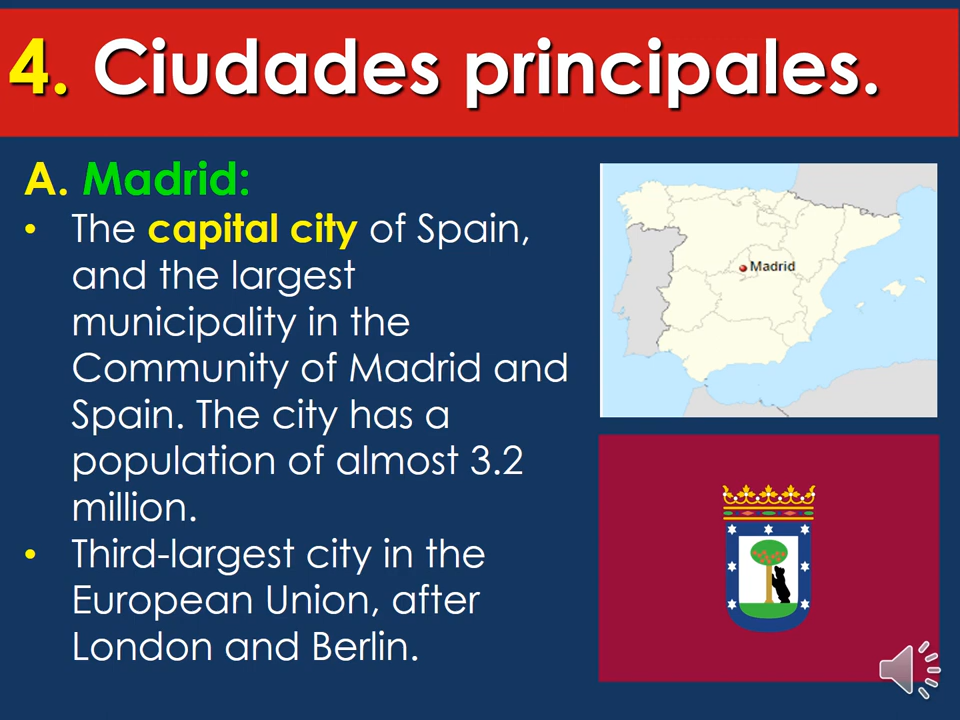 4. Ciudades principales.
A. Madrid:
• The capital city of Spain,
and the largest
municipality in the
Community of Madrid and
Spain. The city has a
population of almost 3.2
million.
• Third-largest city in the
European Union, after
London and Berlin.
Madrid